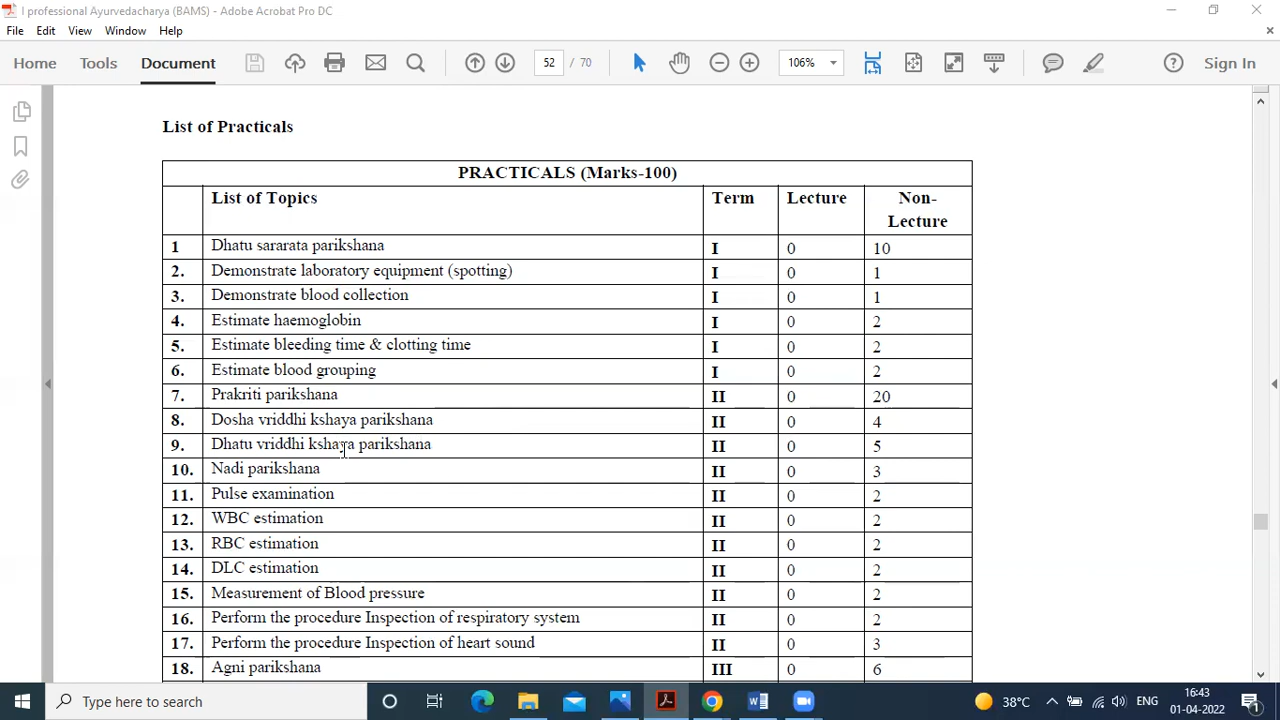 I professional Ayurvedacharya (BAMS) - Adobe Acrobat Pro DC
File Edit View Window Help
Home Tools Document 52 / 70 106% Sign In
List of Practicals
PRACTICALS (Marks-100)
List of Topics Term Lecture Non-
Lecture
1 Dhatu sararata parikshana I 0 10
2. Demonstrate laboratory equipment (spotting) I 0 1
3. Demonstrate blood collection I 0 1
4. Estimate haemoglobin I 0 2
5. Estimate bleeding time & clotting time I 0 2
6. Estimate blood grouping I 0 2
7. Prakriti parikshana II 0 20
8. Dosha vriddhi kshaya parikshana II 0 4
9. Dhatu vriddhi kshaya parikshana II 0 5
10. Nadi parikshana II 0 3
11. Pulse examination II 0 2
12. WBC estimation II 0 2
13. RBC estimation II 0 2
14. DLC estimation II 0 2
15. Measurement of Blood pressure II 0 2
16. Perform the procedure Inspection of respiratory system II 0 2
17. Perform the procedure Inspection of heart sound II 0 3
18. Agni parikshana III 0 6
Type here to search 38°C ENG 16:43
01-04-2022